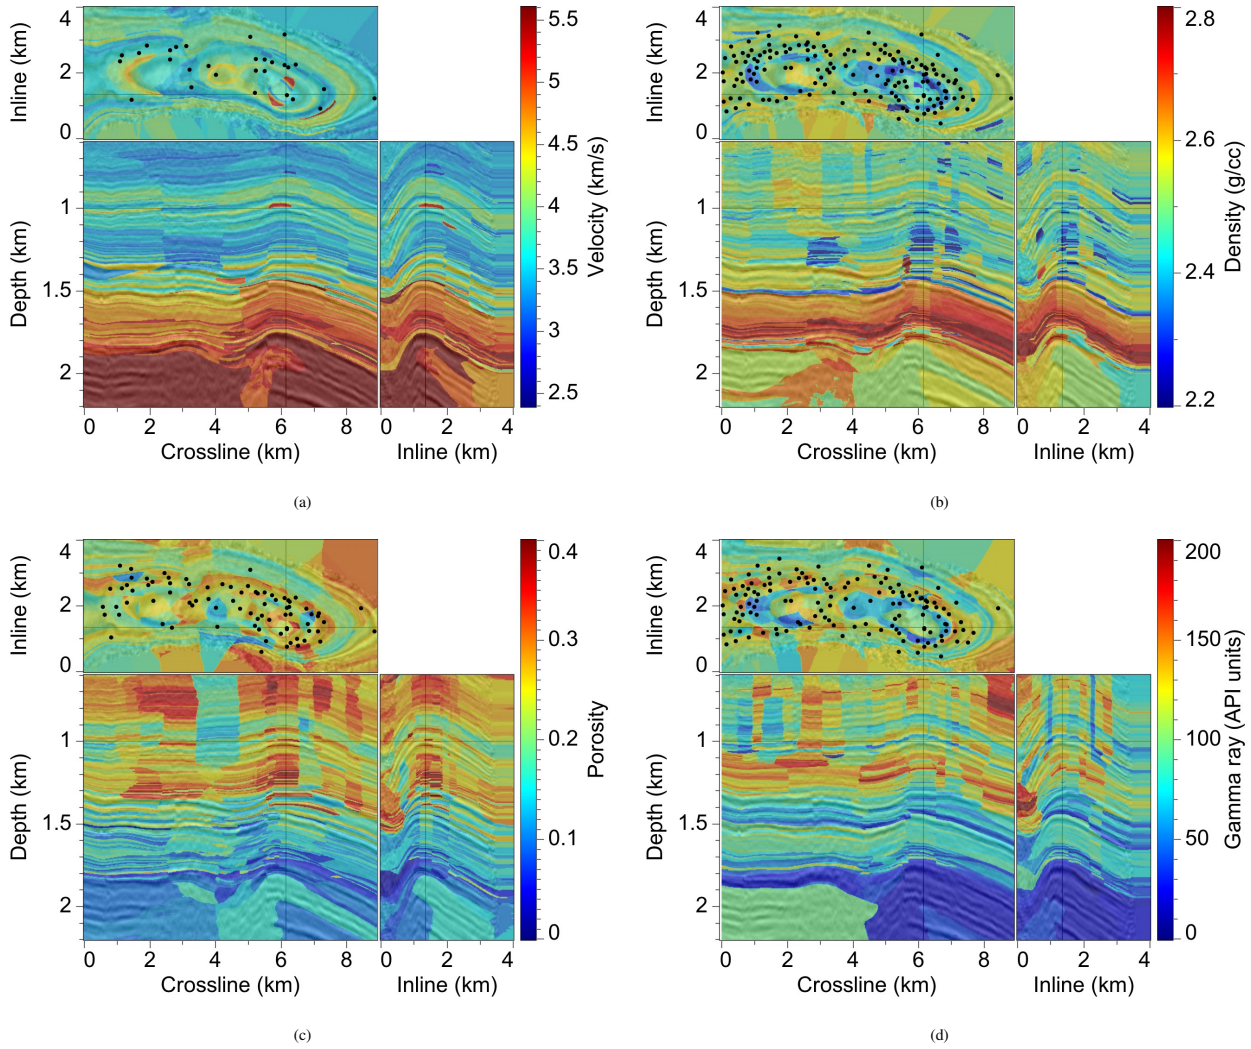 4
2
0
Inline (km)
1
1.5
2
Depth (km)
0 2 4 6 8
Crossline (km)
0 2 4
Inline (km)
5.5
5
4.5
4
3.5
3
2.5
Velocity (km/s)
(a)
4
2
0
Inline (km)
1
1.5
2
Depth (km)
0 2 4 6 8
Crossline (km)
0 2 4
Inline (km)
2.8
2.6
2.4
2.2
Density (g/cc)
(b)
4
2
0
Inline (km)
1
1.5
2
Depth (km)
0 2 4 6 8
Crossline (km)
0 2 4
Inline (km)
0.4
0.3
0.2
0.1
0
Porosity
(c)
4
2
0
Inline (km)
1
1.5
2
Depth (km)
0 2 4 6 8
Crossline (km)
0 2 4
Inline (km)
200
150
100
50
0
Gamma ray (API units)
(d)